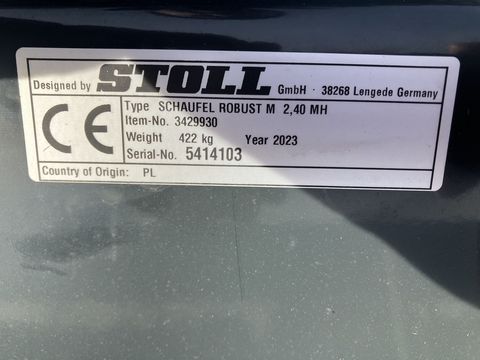 Designed by STOLL GmbH · 38268 Lengede Germany
CE
Type SCHAUFEL ROBUST M 2,40 MH
Item-No. 3429930
Weight 422 kg Year 2023
Serial-No. 5414103
Country of Origin: PL